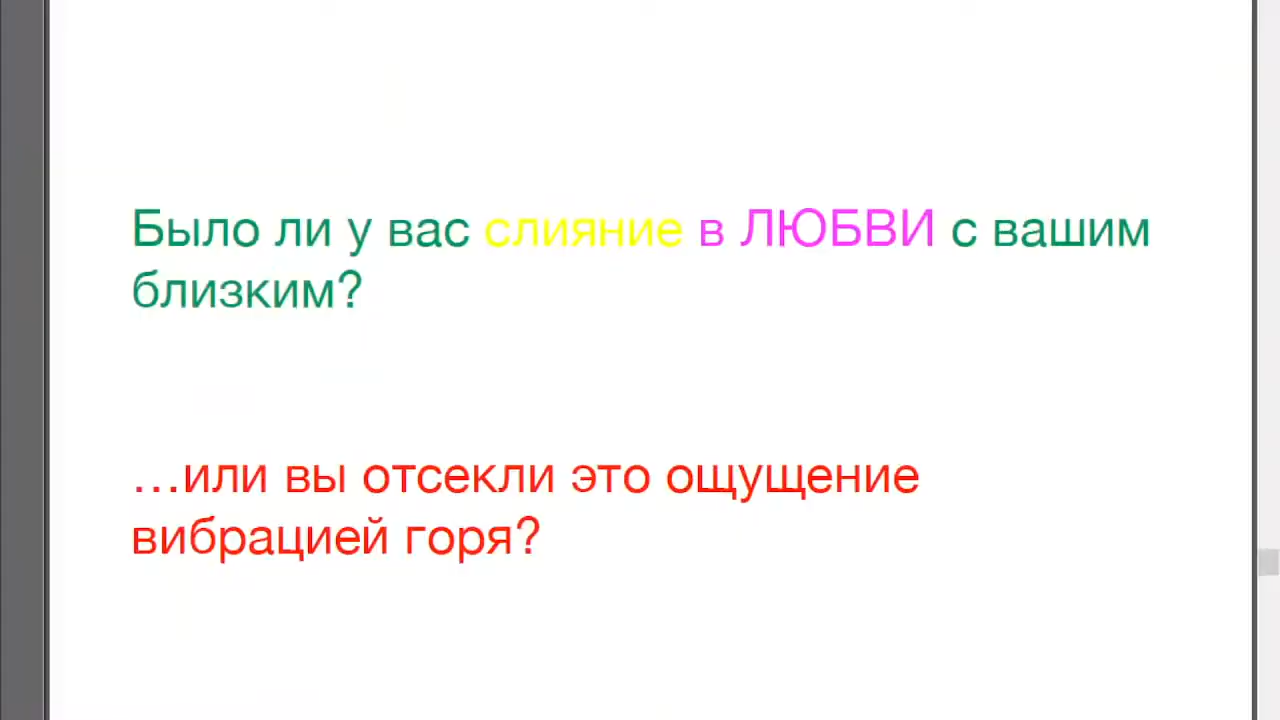 Было ли у вас слияние в ЛЮБВИ с вашим
близким?
…или вы отсекли это ощущение
вибрацией горя?